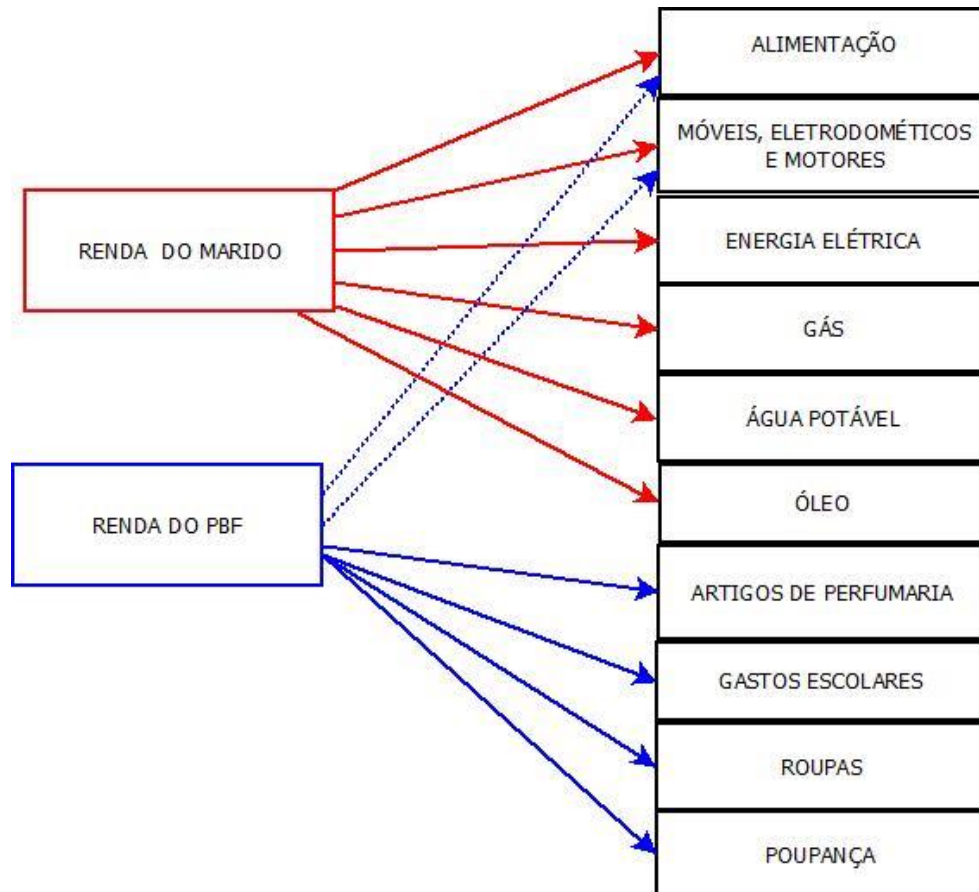 ALIMENTAÇÃO
MÓVEIS, ELETRODOMÉTICOS
E MOTORES
RENDA DO MARIDO
ENERGIA ELÉTRICA
GÁS
ÁGUA POTÁVEL
ÓLEO
RENDA DO PBF
ARTIGOS DE PERFUMARIA
GASTOS ESCOLARES
ROUPAS
POUPANÇA